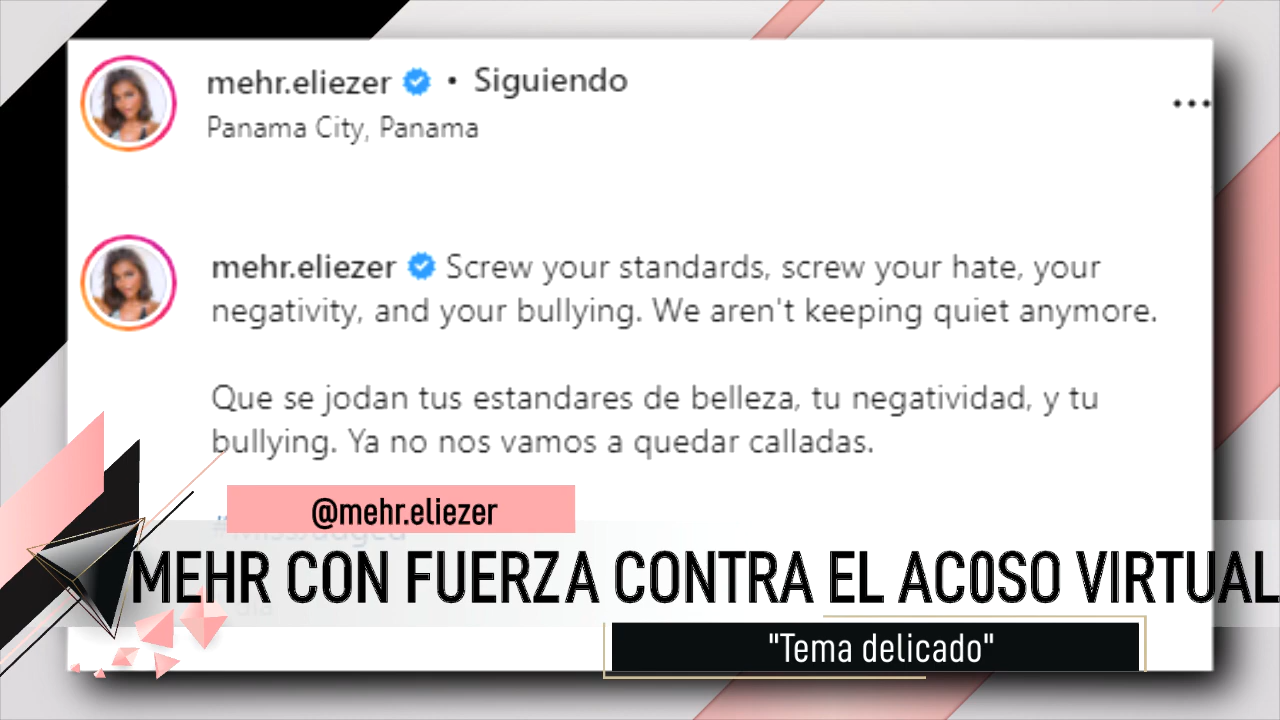 mehr.eliezer • Siguiendo
Panama City, Panama
mehr.eliezer Screw your standards, screw your hate, your
negativity, and your bullying. We aren't keeping quiet anymore.
Que se jodan tus estandares de belleza, tu negatividad, y tu
bullying. Ya no nos vamos a quedar calladas.
@mehr.eliezer
MEHR CON FUERZA CONTRA EL AC0SO VIRTUAL
"Tema delicado"